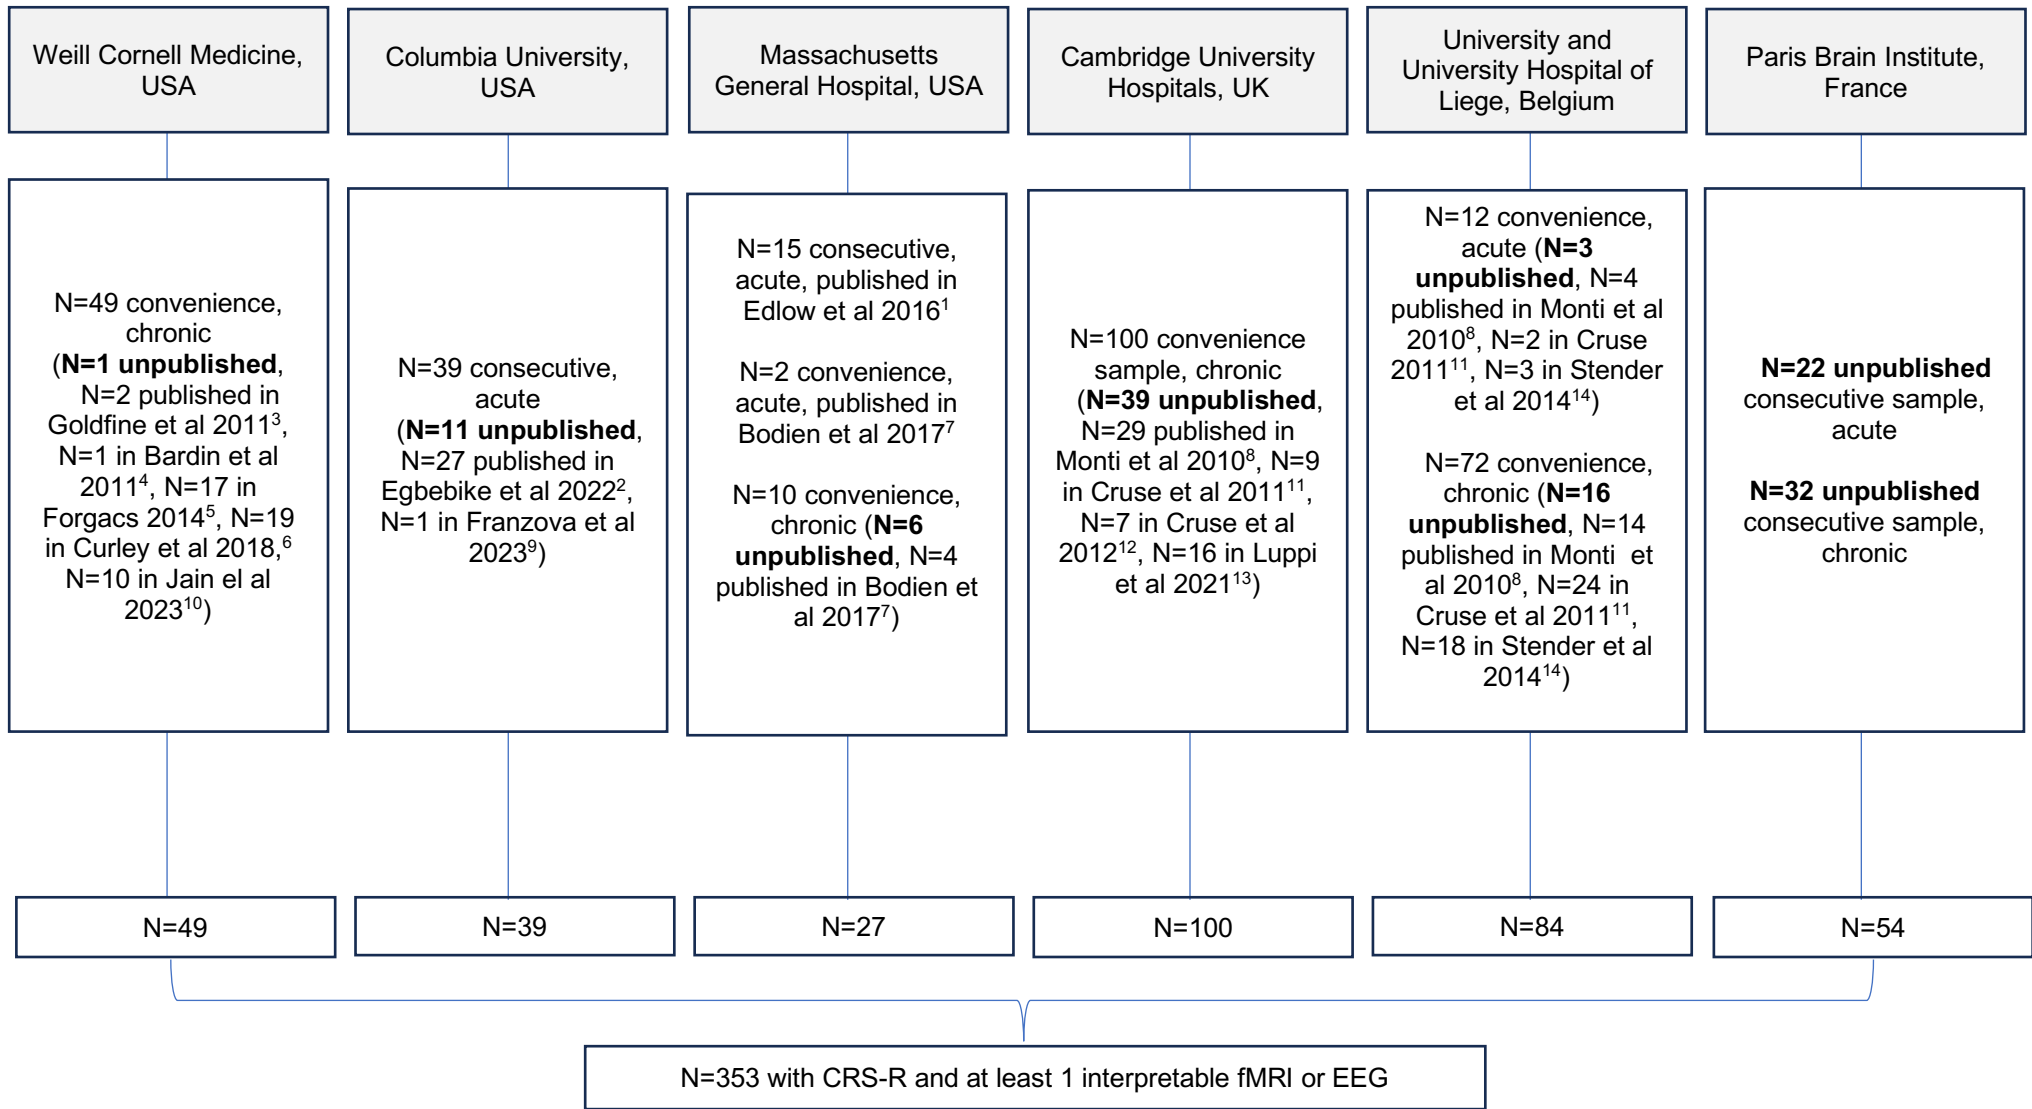 Weill Cornell Medicine,
USA
Columbia University,
USA
Massachusetts
General Hospital, USA
Cambridge University
Hospitals, UK
University and
University Hospital of
Liege, Belgium
Paris Brain Institute,
France
N=49 convenience,
chronic
(N=1 unpublished,
N=2 published in
Goldfine et al 2011³,
N=1 in Bardin et al
2011⁴, N=17 in
Forgacs 2014⁵, N=19
in Curley et al 2018,⁶
N=10 in Jain el al
2023¹⁰)
N=39 consecutive,
acute
(N=11 unpublished,
N=27 published in
Egbebike et al 2022²,
N=1 in Franzova et al
2023⁹)
N=15 consecutive,
acute, published in
Edlow et al 2016¹
N=2 convenience,
acute, published in
Bodien et al 2017⁷
N=10 convenience,
chronic (N=6
unpublished, N=4
published in Bodien et
al 2017⁷)
N=100 convenience
sample, chronic
(N=39 unpublished,
N=29 published in
Monti et al 2010⁸, N=9
in Cruse et al 2011¹¹,
N=7 in Cruse et al
2012¹², N=16 in Luppi
et al 2021¹³)
N=12 convenience,
acute (N=3
unpublished, N=4
published in Monti et al
2010⁸, N=2 in Cruse
2011¹¹, N=3 in Stender
et al 2014¹⁴)
N=72 convenience,
chronic (N=16
unpublished, N=14
published in Monti et
al 2010⁸, N=24 in
Cruse et al 2011¹¹,
N=18 in Stender et al
2014¹⁴)
N=22 unpublished
consecutive sample,
acute
N=32 unpublished
consecutive sample,
chronic
N=49
N=39
N=27
N=100
N=84
N=54
N=353 with CRS-R and at least 1 interpretable fMRI or EEG